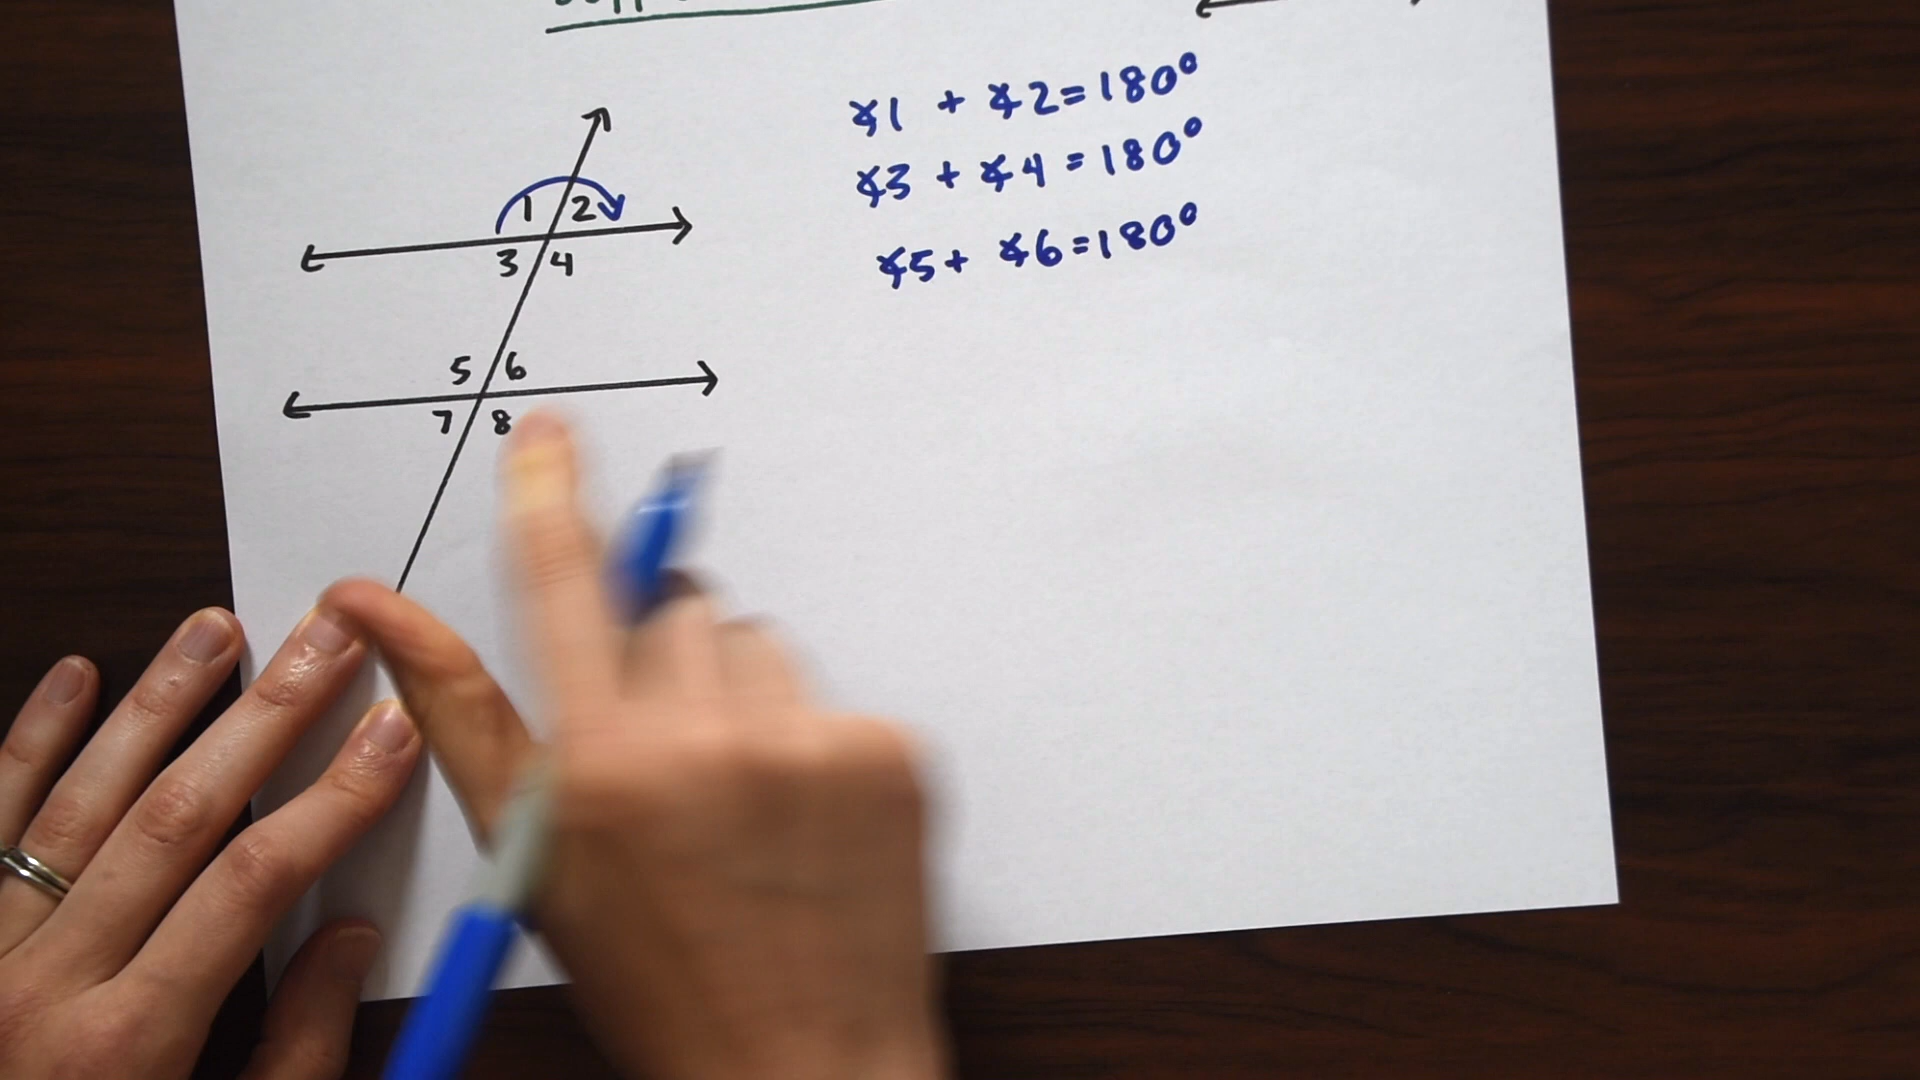 ∡1 + ∡2 = 180°
∡3 + ∡4 = 180°
∡5 + ∡6 = 180°
1 2
3 4
5 6
7 8